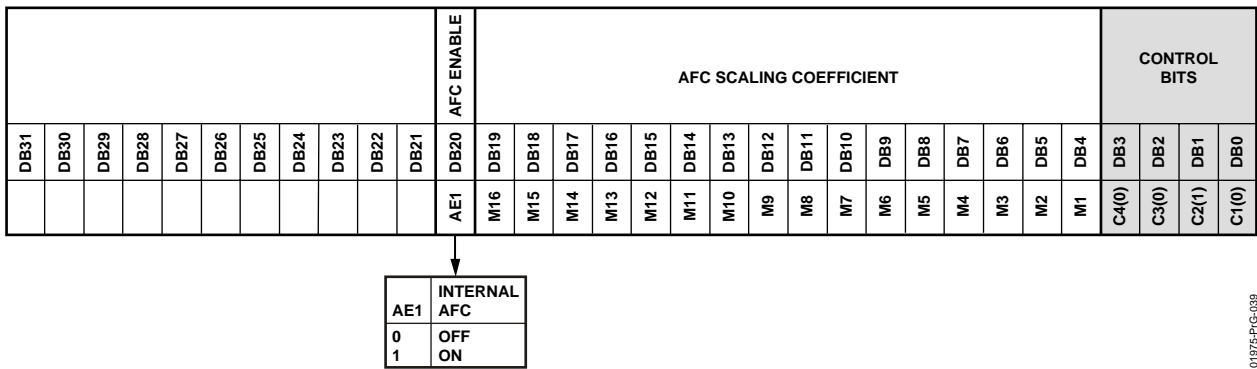 AFC ENABLE
AFC SCALING COEFFICIENT
CONTROL
BITS
DB31 DB30 DB29 DB28 DB27 DB26 DB25 DB24 DB23 DB22 DB21 DB20 DB19 DB18 DB17 DB16 DB15 DB14 DB13 DB12 DB11 DB10 DB9 DB8 DB7 DB6 DB5 DB4 DB3 DB2 DB1 DB0
AE1 M16 M15 M14 M13 M12 M11 M10 M9 M8 M7 M6 M5 M4 M3 M2 M1 C4(0) C3(0) C2(1) C1(0)
INTERNAL
AE1 AFC
0 OFF
1 ON
01975-PrG-039